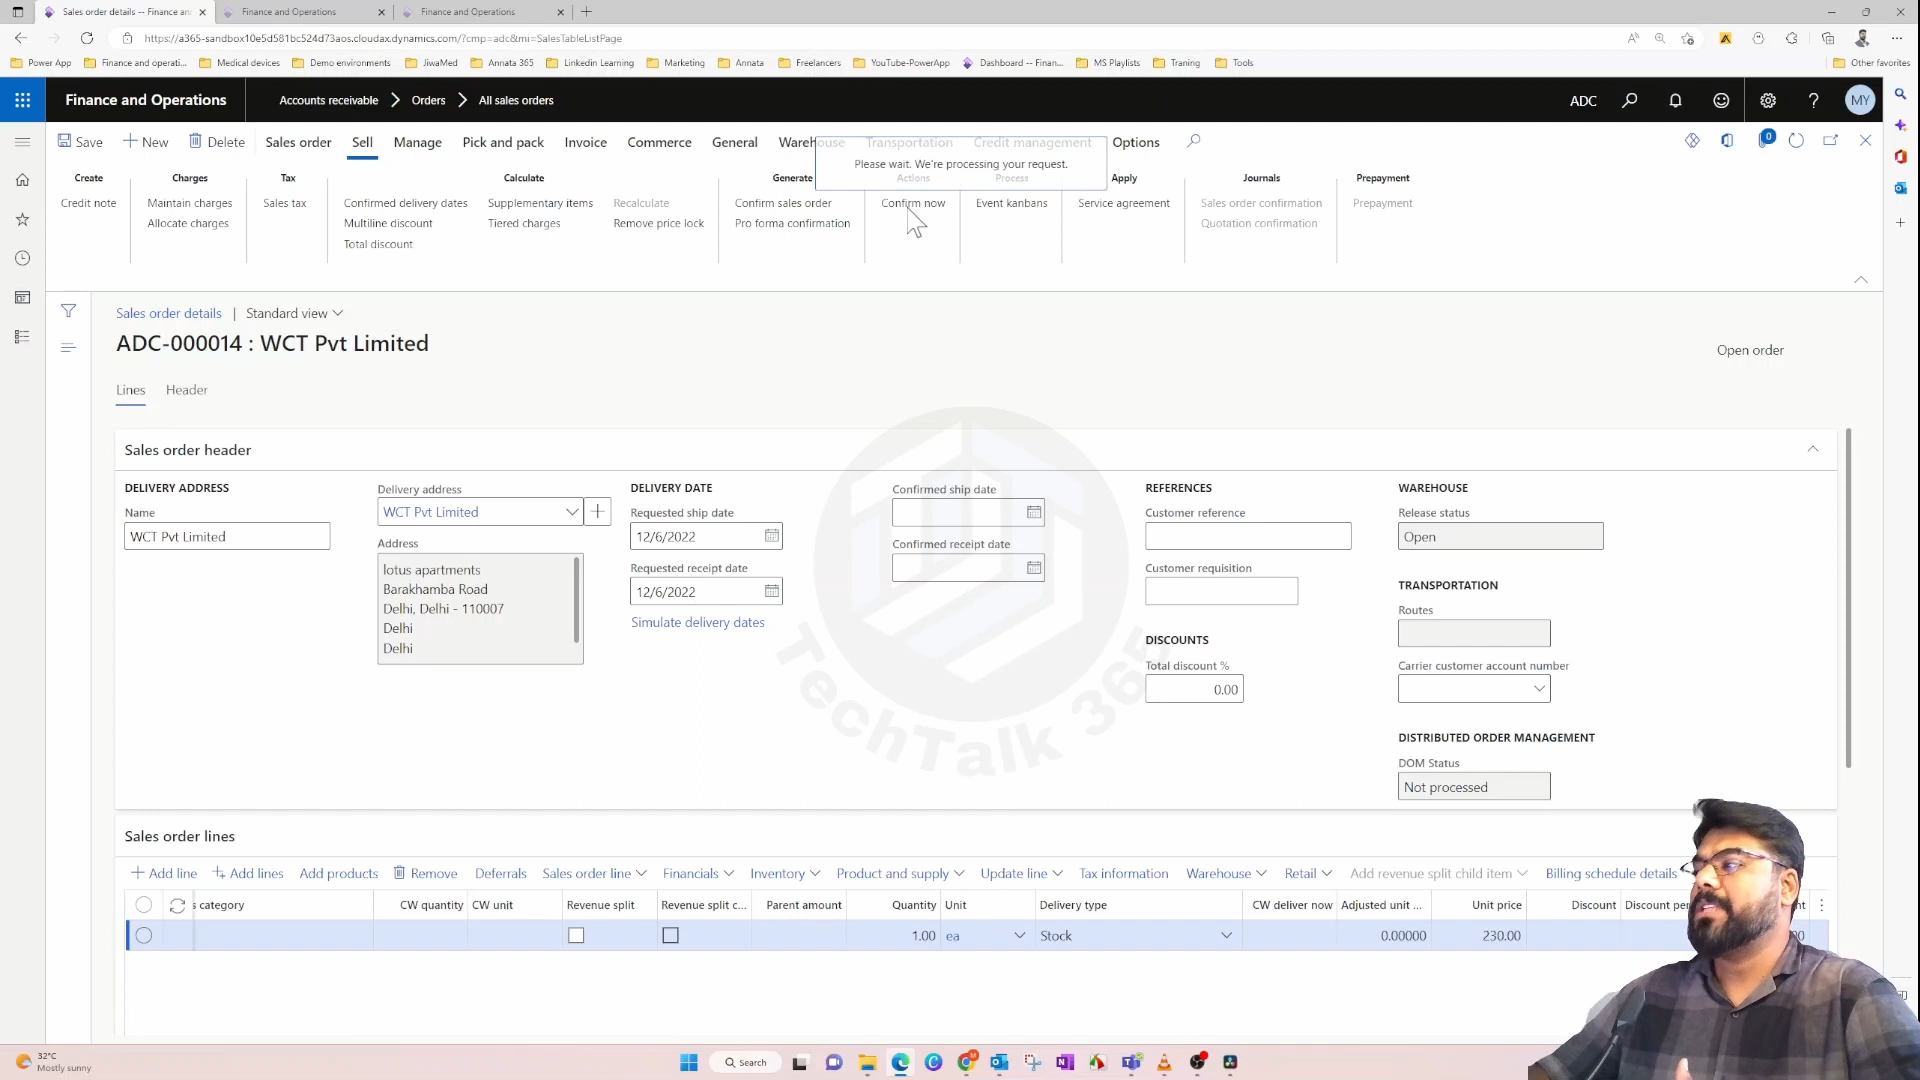 Sales order details -- Finance and
Finance and Operations
Finance and Operations
https://a365-sandbox10e5d581bc524d73aos.cloudax.dynamics.com/?cmp=adc&mi=SalesTableListPage
Power App
Finance and operati...
Medical devices
Demo environments
JiwaMed
Annata 365
Linkedin Learning
Marketing
Annata
Freelancers
YouTube-PowerApp
Dashboard -- Finan...
MS Playlists
Traning
Tools
Other favorites
Finance and Operations
Accounts receivable
Orders
All sales orders
ADC
MY
Save
New
Delete
Sales order
Sell
Manage
Pick and pack
Invoice
Commerce
General
Warehouse
Transportation
Credit management
Options
0
Please wait. We're processing your request.
Create
Charges
Tax
Calculate
Generate
Actions
Process
Apply
Journals
Prepayment
Credit note
Maintain charges
Sales tax
Confirmed delivery dates
Supplementary items
Recalculate
Confirm sales order
Confirm now
Event kanbans
Service agreement
Sales order confirmation
Prepayment
Allocate charges
Multiline discount
Tiered charges
Remove price lock
Pro forma confirmation
Quotation confirmation
Total discount
Sales order details | Standard view
ADC-000014 : WCT Pvt Limited
Open order
Lines
Header
Sales order header
DELIVERY ADDRESS
Name
WCT Pvt Limited
Delivery address
WCT Pvt Limited
Address
lotus apartments
Barakhamba Road
Delhi, Delhi - 110007
Delhi
Delhi
DELIVERY DATE
Requested ship date
12/6/2022
Requested receipt date
12/6/2022
Simulate delivery dates
Confirmed ship date
Confirmed receipt date
REFERENCES
Customer reference
Customer requisition
DISCOUNTS
Total discount %
0.00
WAREHOUSE
Release status
Open
TRANSPORTATION
Routes
Carrier customer account number
DISTRIBUTED ORDER MANAGEMENT
DOM Status
Not processed
TechTalk 365
Sales order lines
Add line
Add lines
Add products
Remove
Deferrals
Sales order line
Financials
Inventory
Product and supply
Update line
Tax information
Warehouse
Retail
Add revenue split child item
Billing schedule details
s category
CW quantity
CW unit
Revenue split
Revenue split c...
Parent amount
Quantity
Unit
Delivery type
CW deliver now
Adjusted unit ...
Unit price
Discount
1.00
ea
Stock
0.00000
230.00
32°C
Mostly sunny
Search